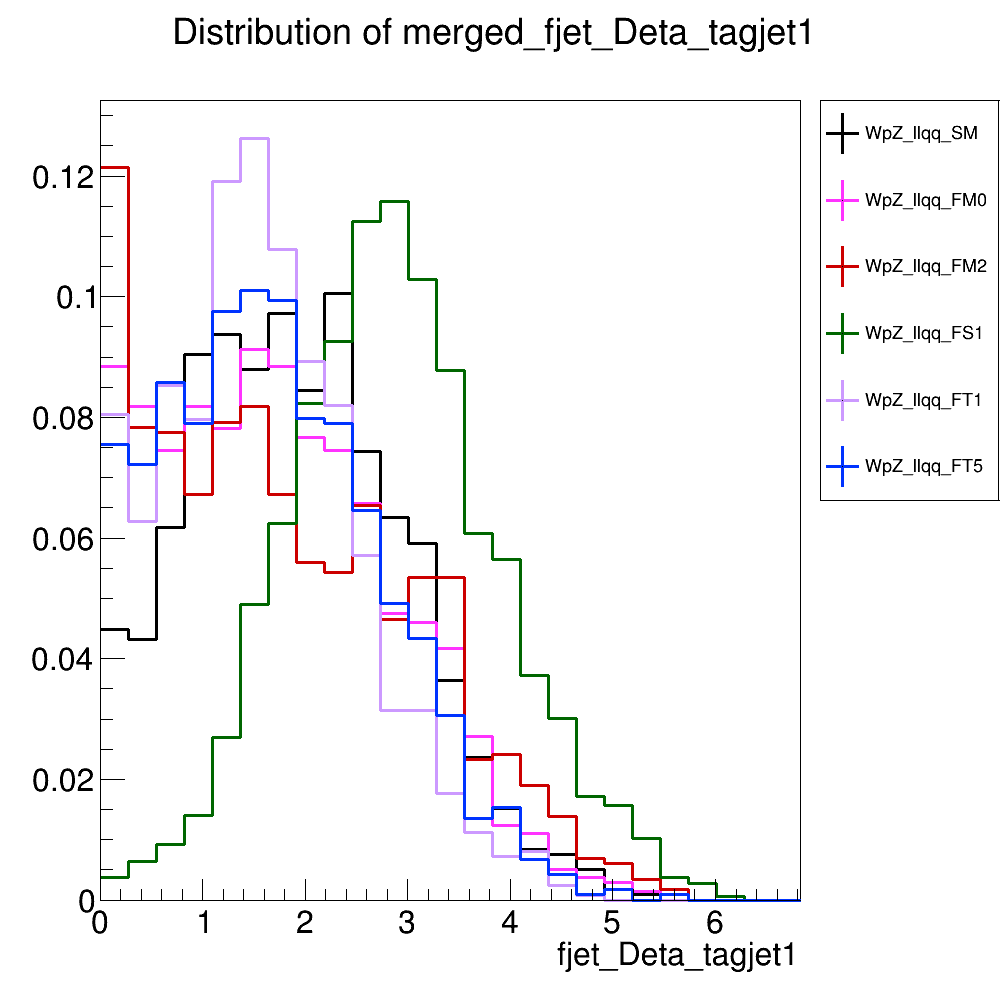 Distribution of merged_fjet_Deta_tagjet1
WpZ_llqq_SM
WpZ_llqq_FM0
WpZ_llqq_FM2
WpZ_llqq_FS1
WpZ_llqq_FT1
WpZ_llqq_FT5
0.12
0.1
0.08
0.06
0.04
0.02
0
0 1 2 3 4 5 6
fjet_Deta_tagjet1